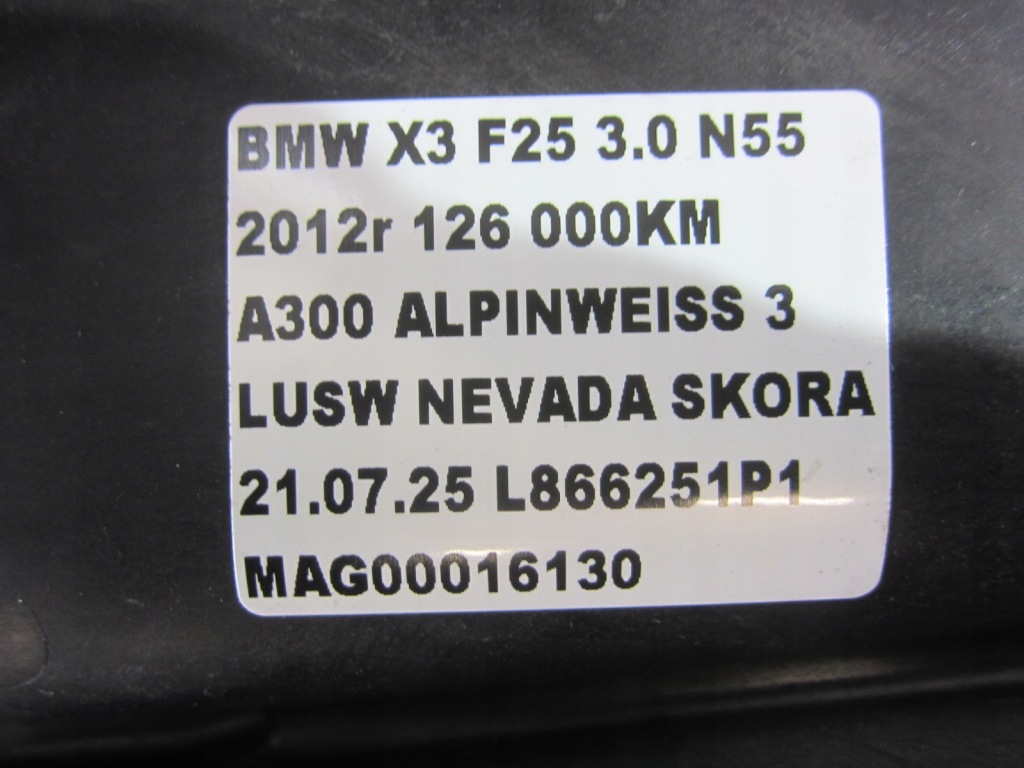 BMW X3 F25 3.0 N55
2012r 126 000KM
A300 ALPINWEISS 3
LUSW NEVADA SKORA
21.07.25 L866251P1
MAG00016130